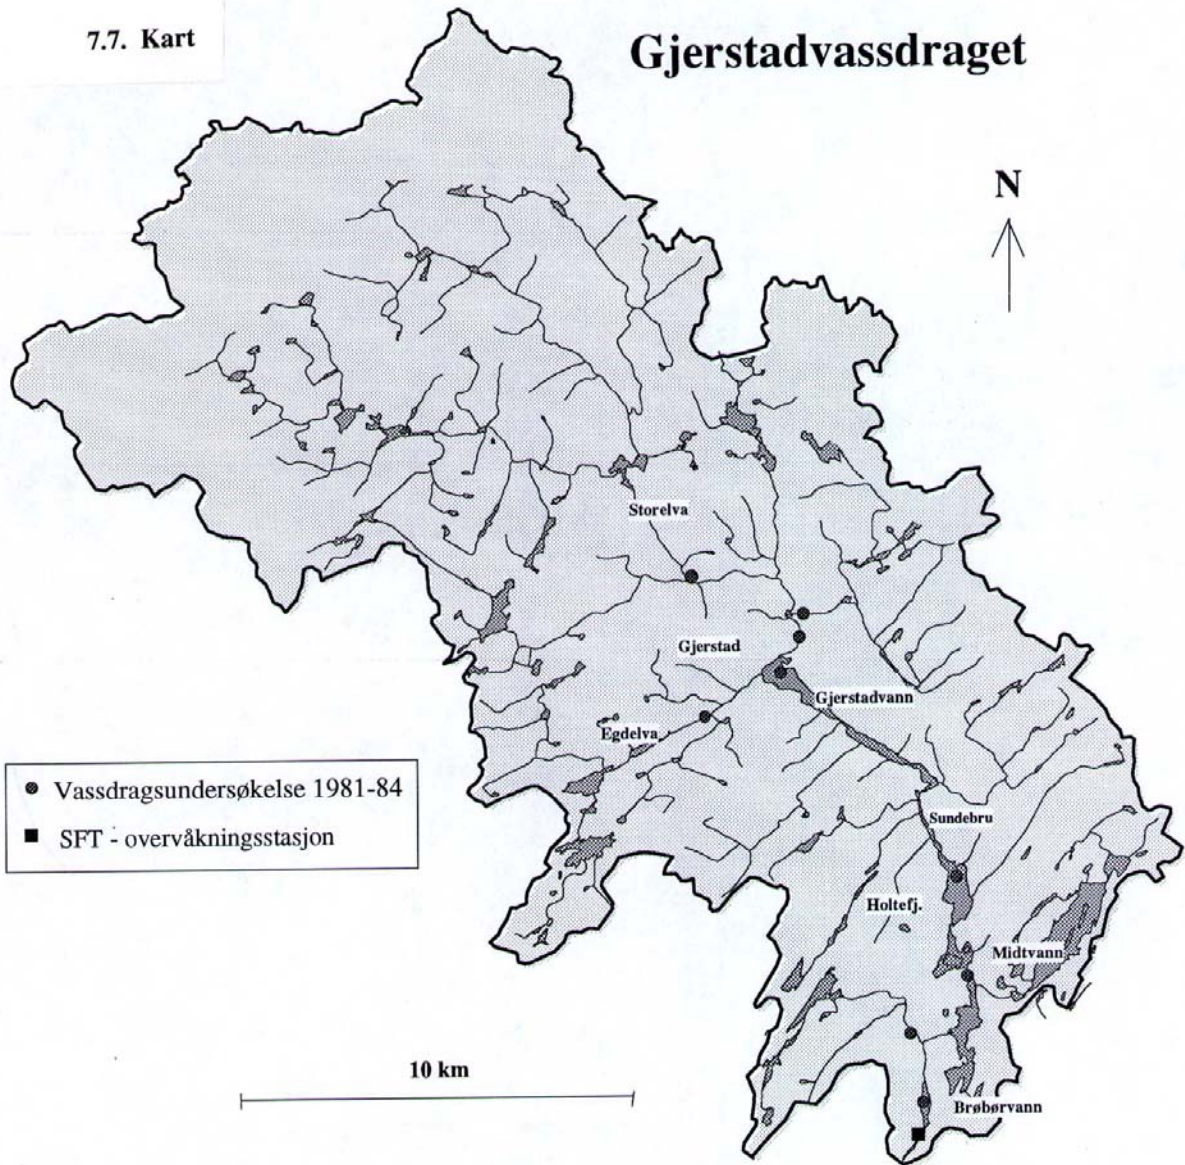 7.7. Kart
Gjerstadvassdraget
N
Storelva
Gjerstad
Gjerstadvann
Egdelva
Vassdragsundersøkelse 1981-84
SFT - overvåkningsstasjon
Sundebru
Holtefj.
Midtvann
10 km
Brøbørvann